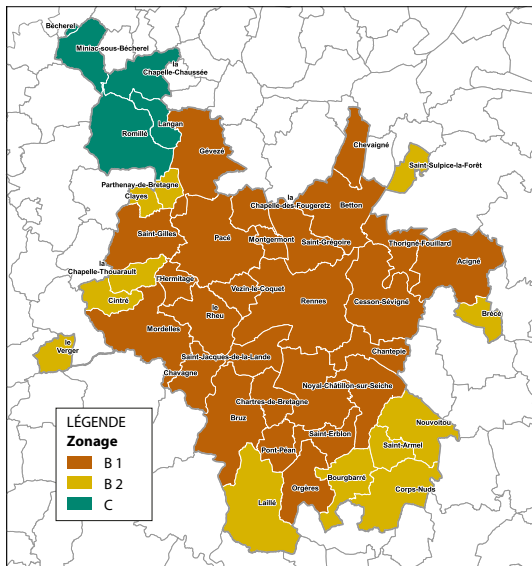 Bécherel
Miniac-sous-Bécherel
la
Chapelle-Chaussée
Langan
Romillé
Gévezé
Chevaigné
Saint-Sulpice-la-Forêt
Parthenay-de-Bretagne
Clayes
la
Chapelle-des-Fougeretz
Betton
Saint-Gilles
Pacé
Montgermont
Saint-Grégoire
Thorigné-Fouillard
Acigné
la
Chapelle-Thouarault
l'Hermitage
Vezin-le-Coquet
Rennes
Cesson-Sévigné
Cintré
le
Rheu
Brécé
Mordelles
le
Verger
Saint-Jacques-de-la-Lande
Chantepie
Chavagne
Noyal-Châtillon-sur-Seiche
Chartres-de-Bretagne
Bruz
Nouvoitou
Saint-Erblon
Saint-Armel
Pont-Péan
Bourgbarré
Orgères
Corps-Nuds
Laillé
LÉGENDE
Zonage
B 1
B 2
C